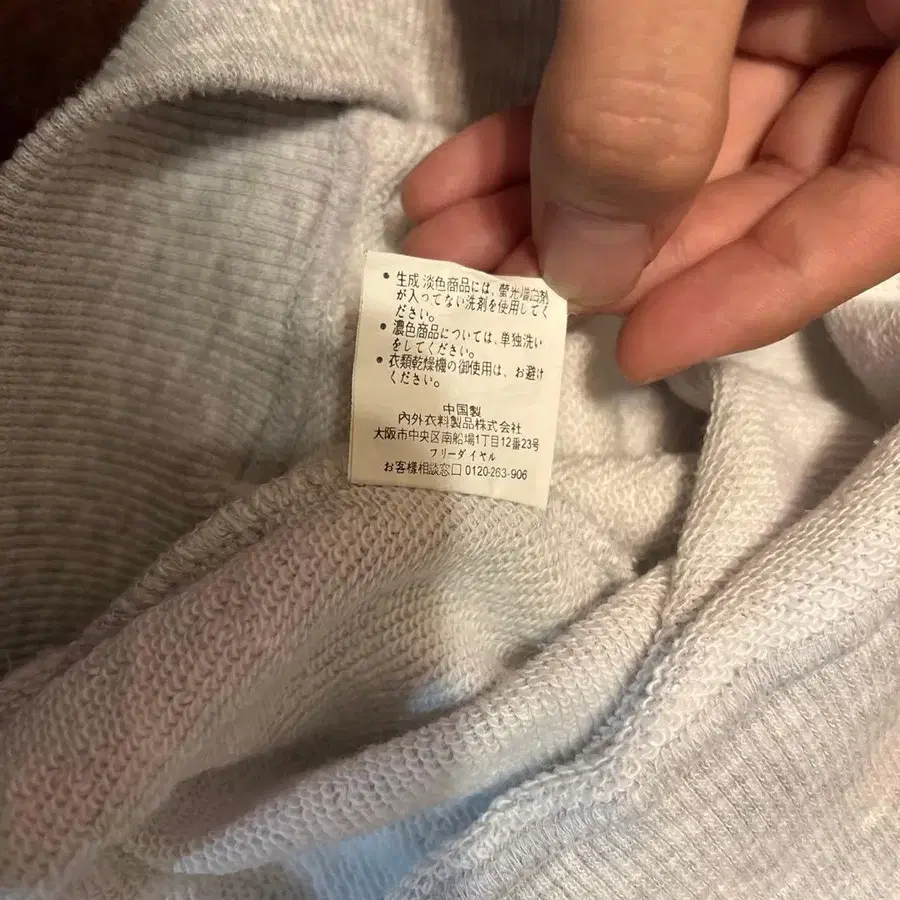 ● 生成 淡色商品には、螢光増白剤
が入ってない洗剤を使用してく
ださい。
● 濃色商品については、単独洗い
をしてください。
● 衣類乾燥機の御使用は、お避け
ください。
中国製
内外衣料製品株式会社
大阪市中央区南船場1丁目12番23号
フリーダイヤル
お客様相談窓口 0120-263-906